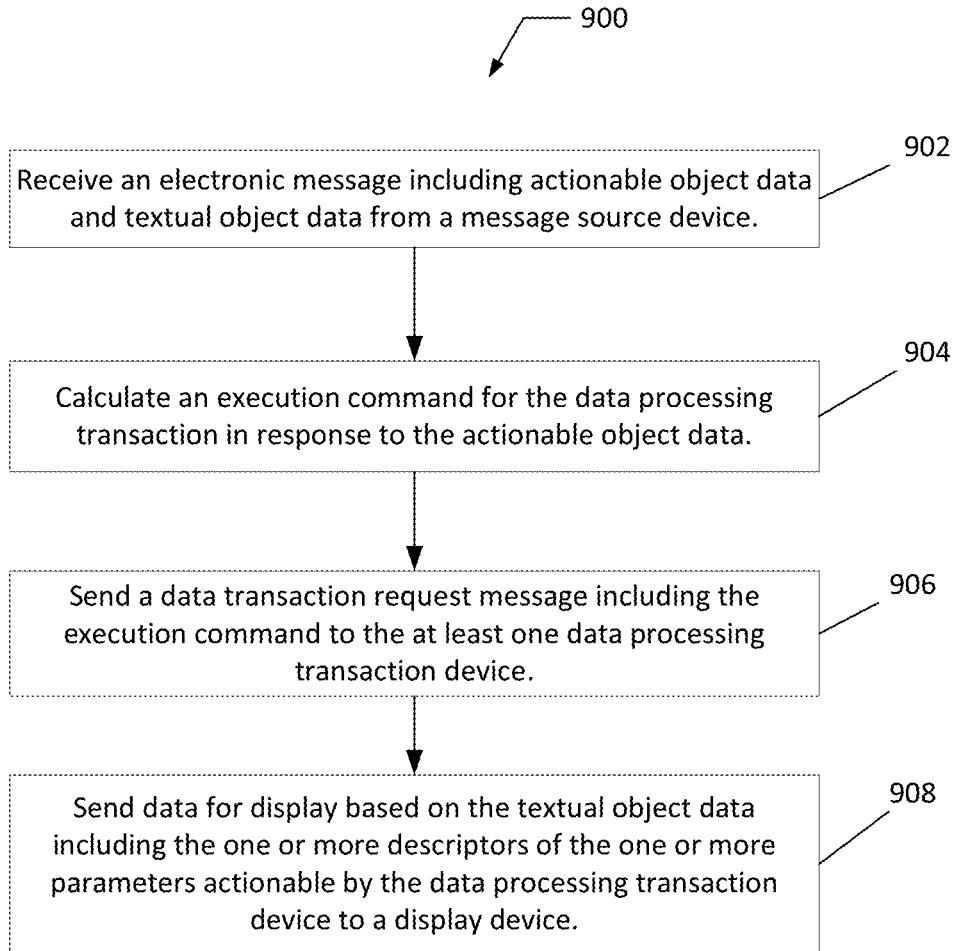 900
902
Receive an electronic message including actionable object data
and textual object data from a message source device.
904
Calculate an execution command for the data processing
transaction in response to the actionable object data.
906
Send a data transaction request message including the
execution command to the at least one data processing
transaction device.
908
Send data for display based on the textual object data
including the one or more descriptors of the one or more
parameters actionable by the data processing transaction
device to a display device.